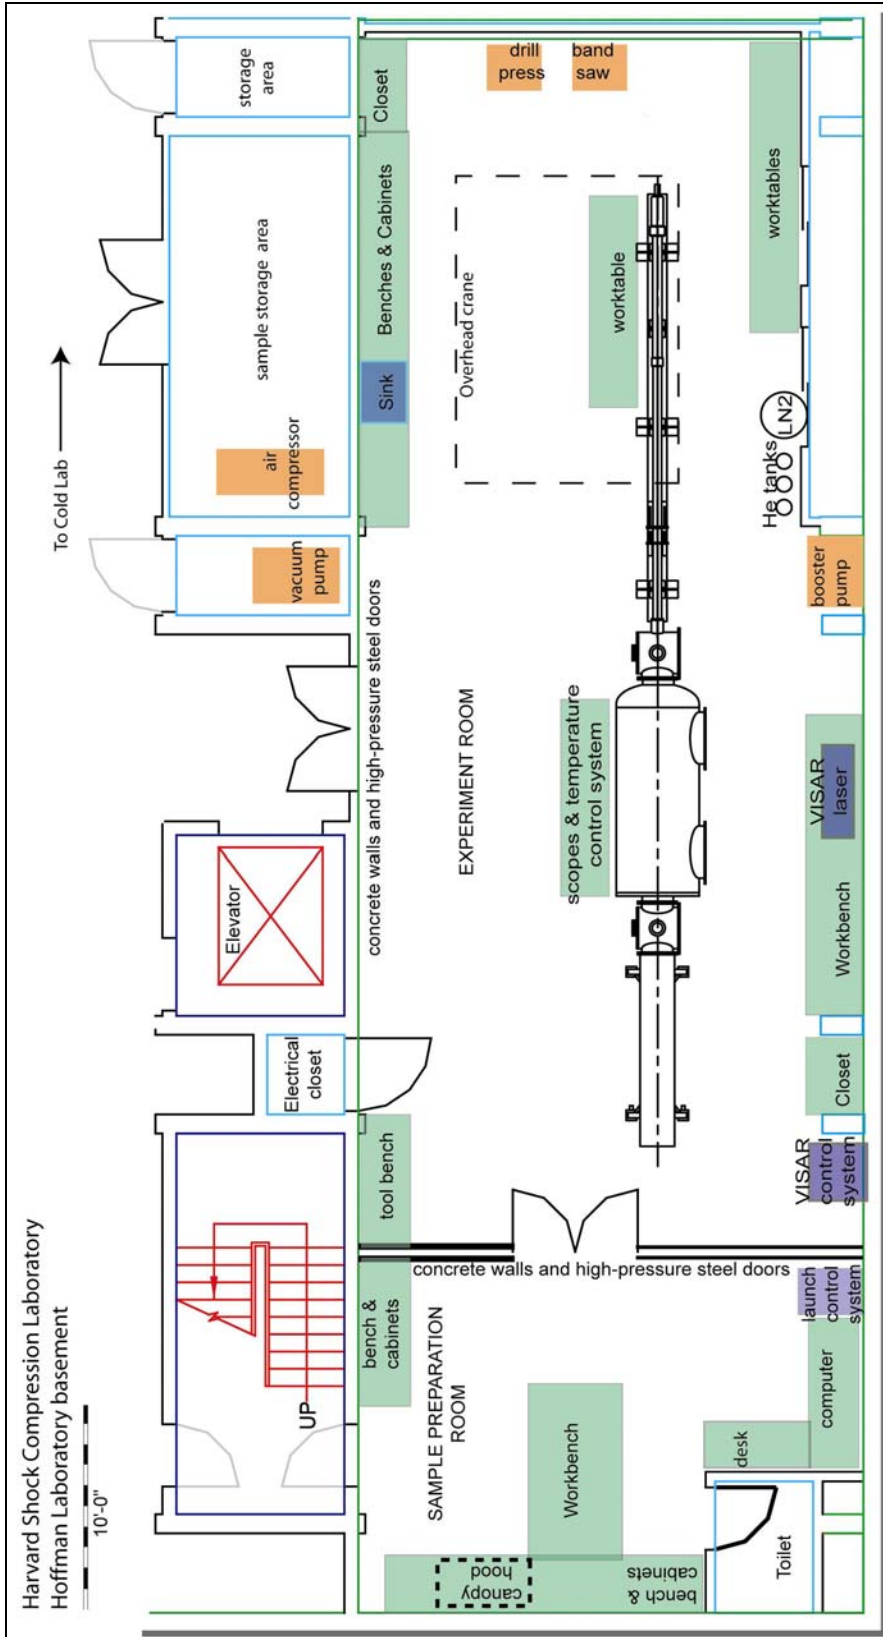 Harvard Shock Compression Laboratory
Hoffman Laboratory basement
10'-0"
To Cold Lab
UP
Elevator
Electrical
closet
vacuum
pump
air
compressor
sample storage area
storage
area
concrete walls and high-pressure steel doors
bench &
cabinets
tool bench
Sink
Benches & Cabinets
Closet
SAMPLE PREPARATION
ROOM
EXPERIMENT ROOM
Overhead crane
drill
press
band
saw
canopy
hood
bench &
cabinets
Workbench
concrete walls and high-pressure steel doors
scopes & temperature
control system
worktable
worktables
desk
Toilet
computer
launch
control
system
VISAR
control
system
Closet
Workbench
VISAR
laser
booster
pump
He tanks
LN2